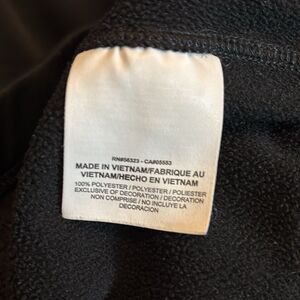 RN#56323 - CA#05553
MADE IN VIETNAM/FABRIQUE AU
VIETNAM/HECHO EN VIETNAM
100% POLYESTER / POLYESTER / POLIESTER
EXCLUSIVE OF DECORATION / DECORATION
NON COMPRISE / NO INCLUYE LA
DECORACION